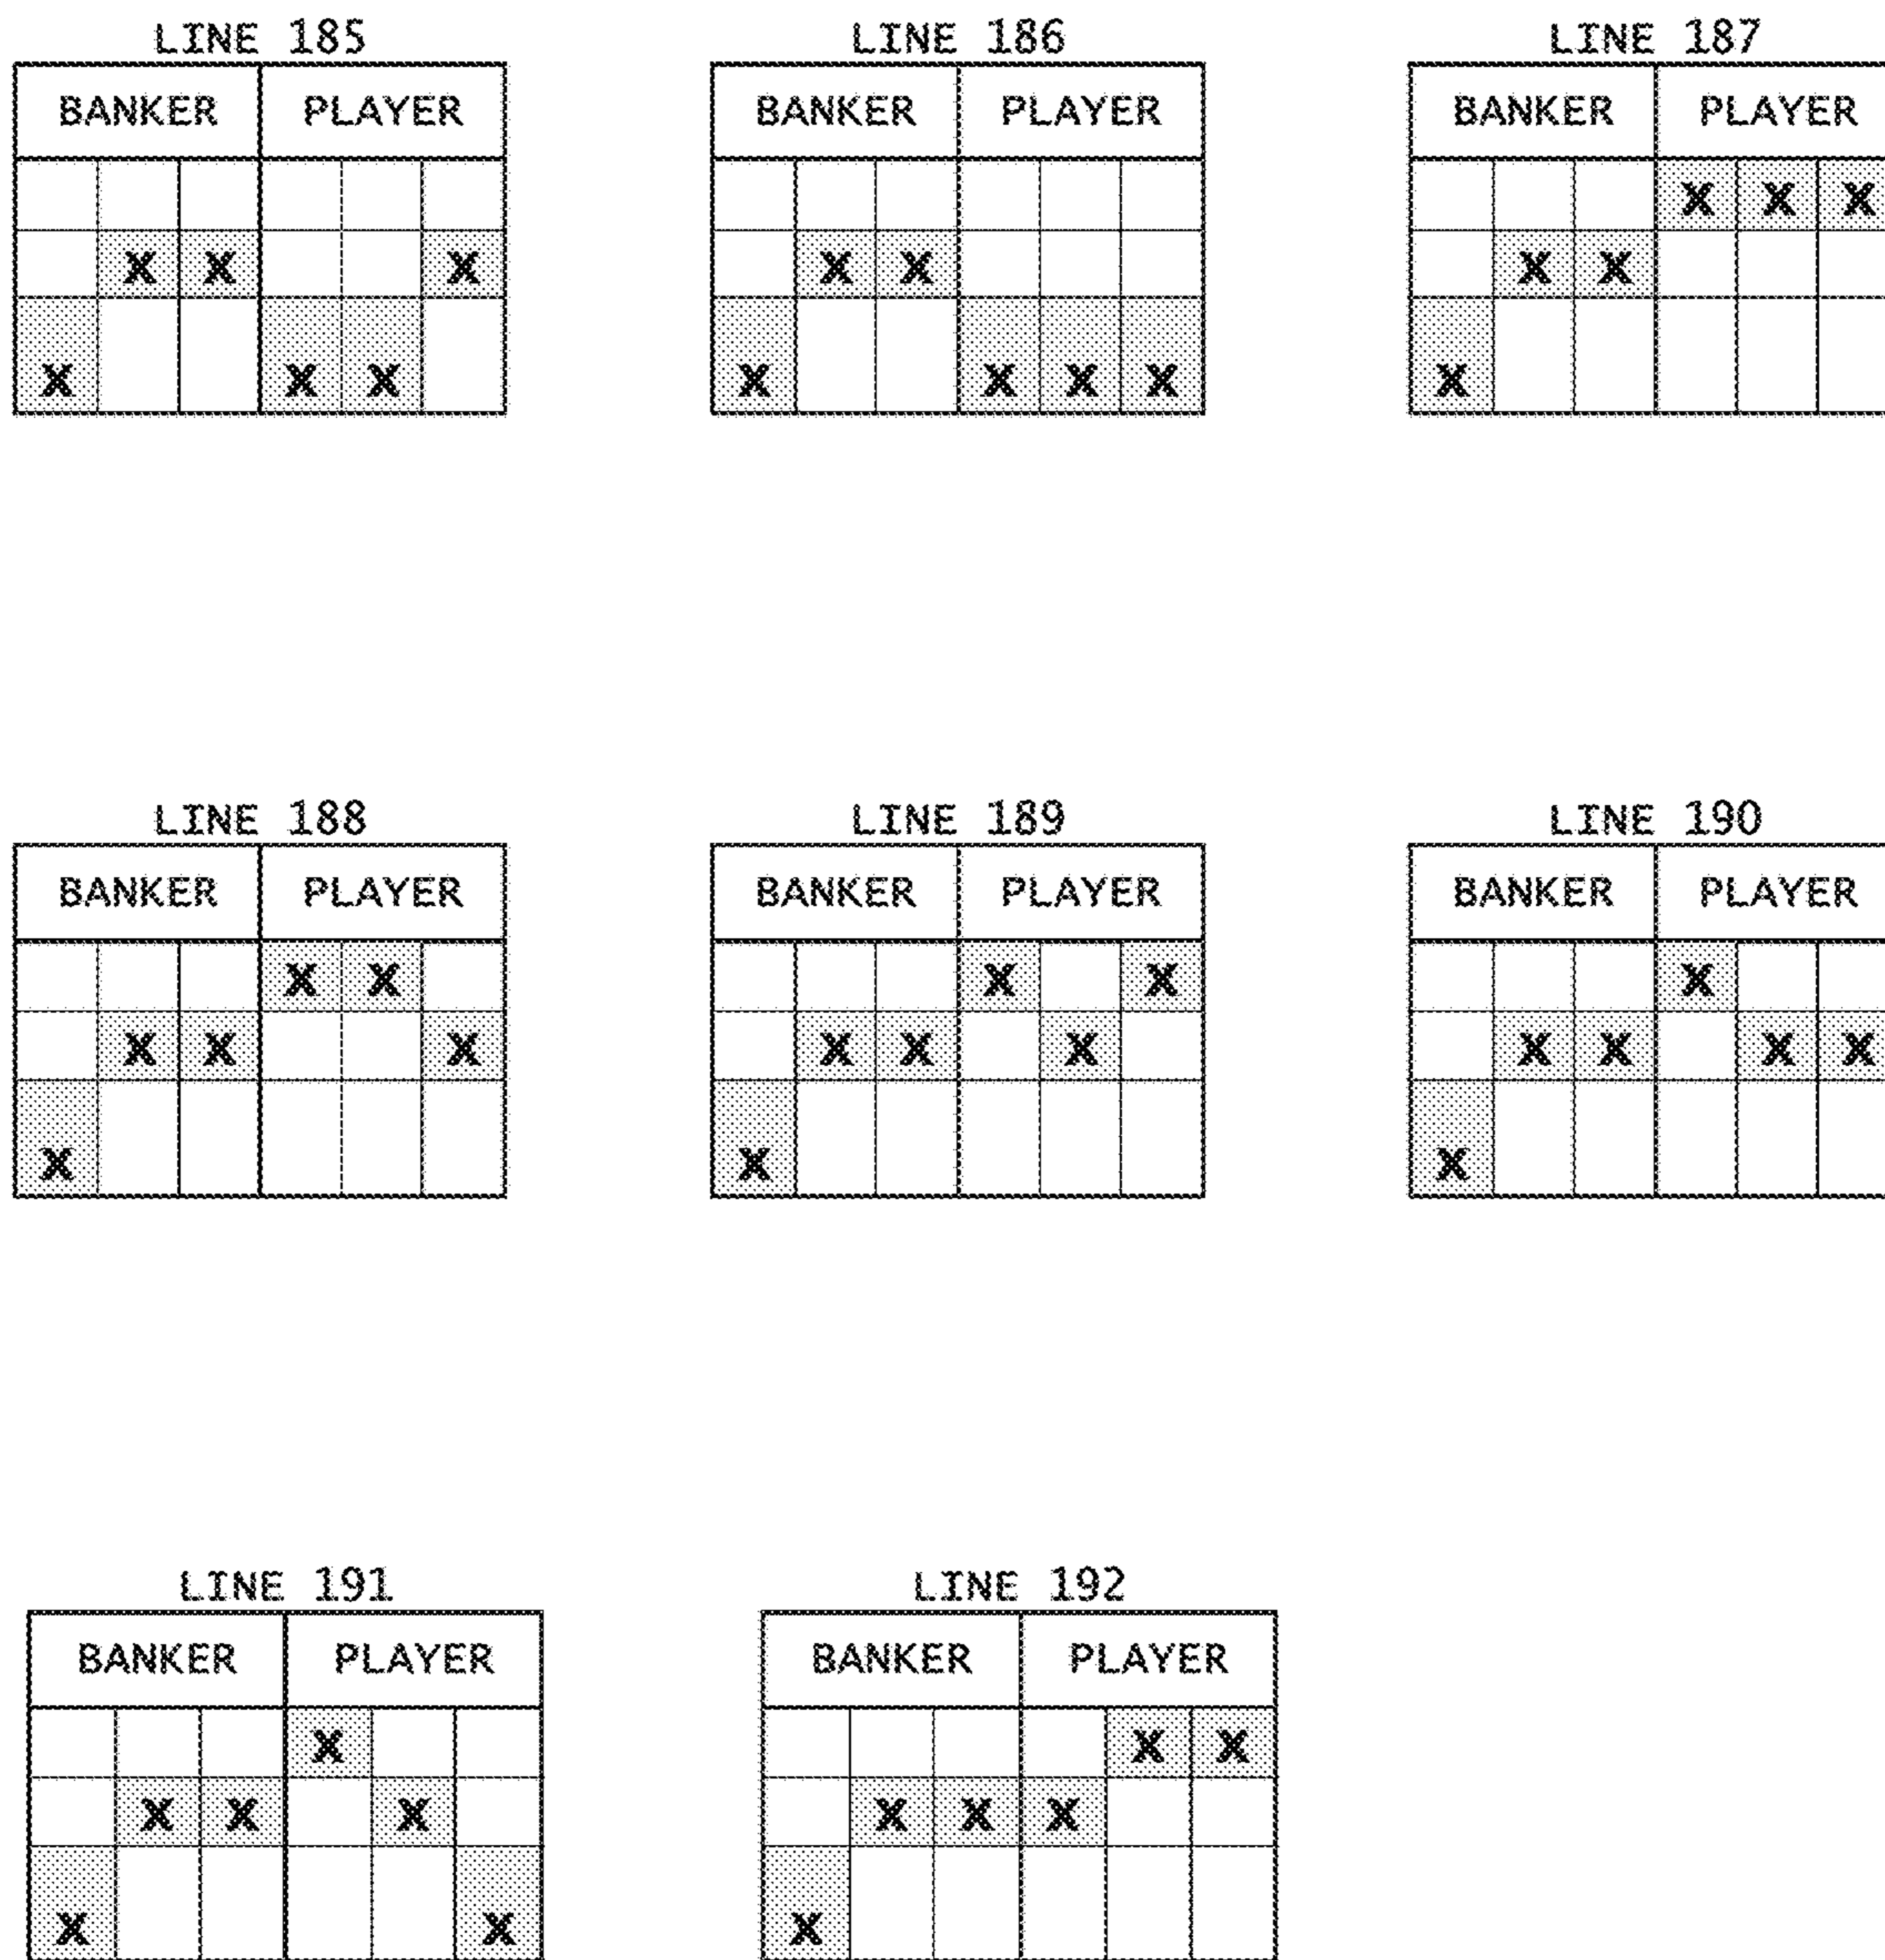 LINE 185 LINE 186 LINE 187
BANKER PLAYER BANKER PLAYER BANKER PLAYER
X X X
X X X X X X X
X X X X X X X X
LINE 188 LINE 189 LINE 190
BANKER PLAYER BANKER PLAYER BANKER PLAYER
X X X X X
X X X X X X X X X X
X X X
LINE 191 LINE 192
BANKER PLAYER BANKER PLAYER
X X X
X X X X X X
X X X